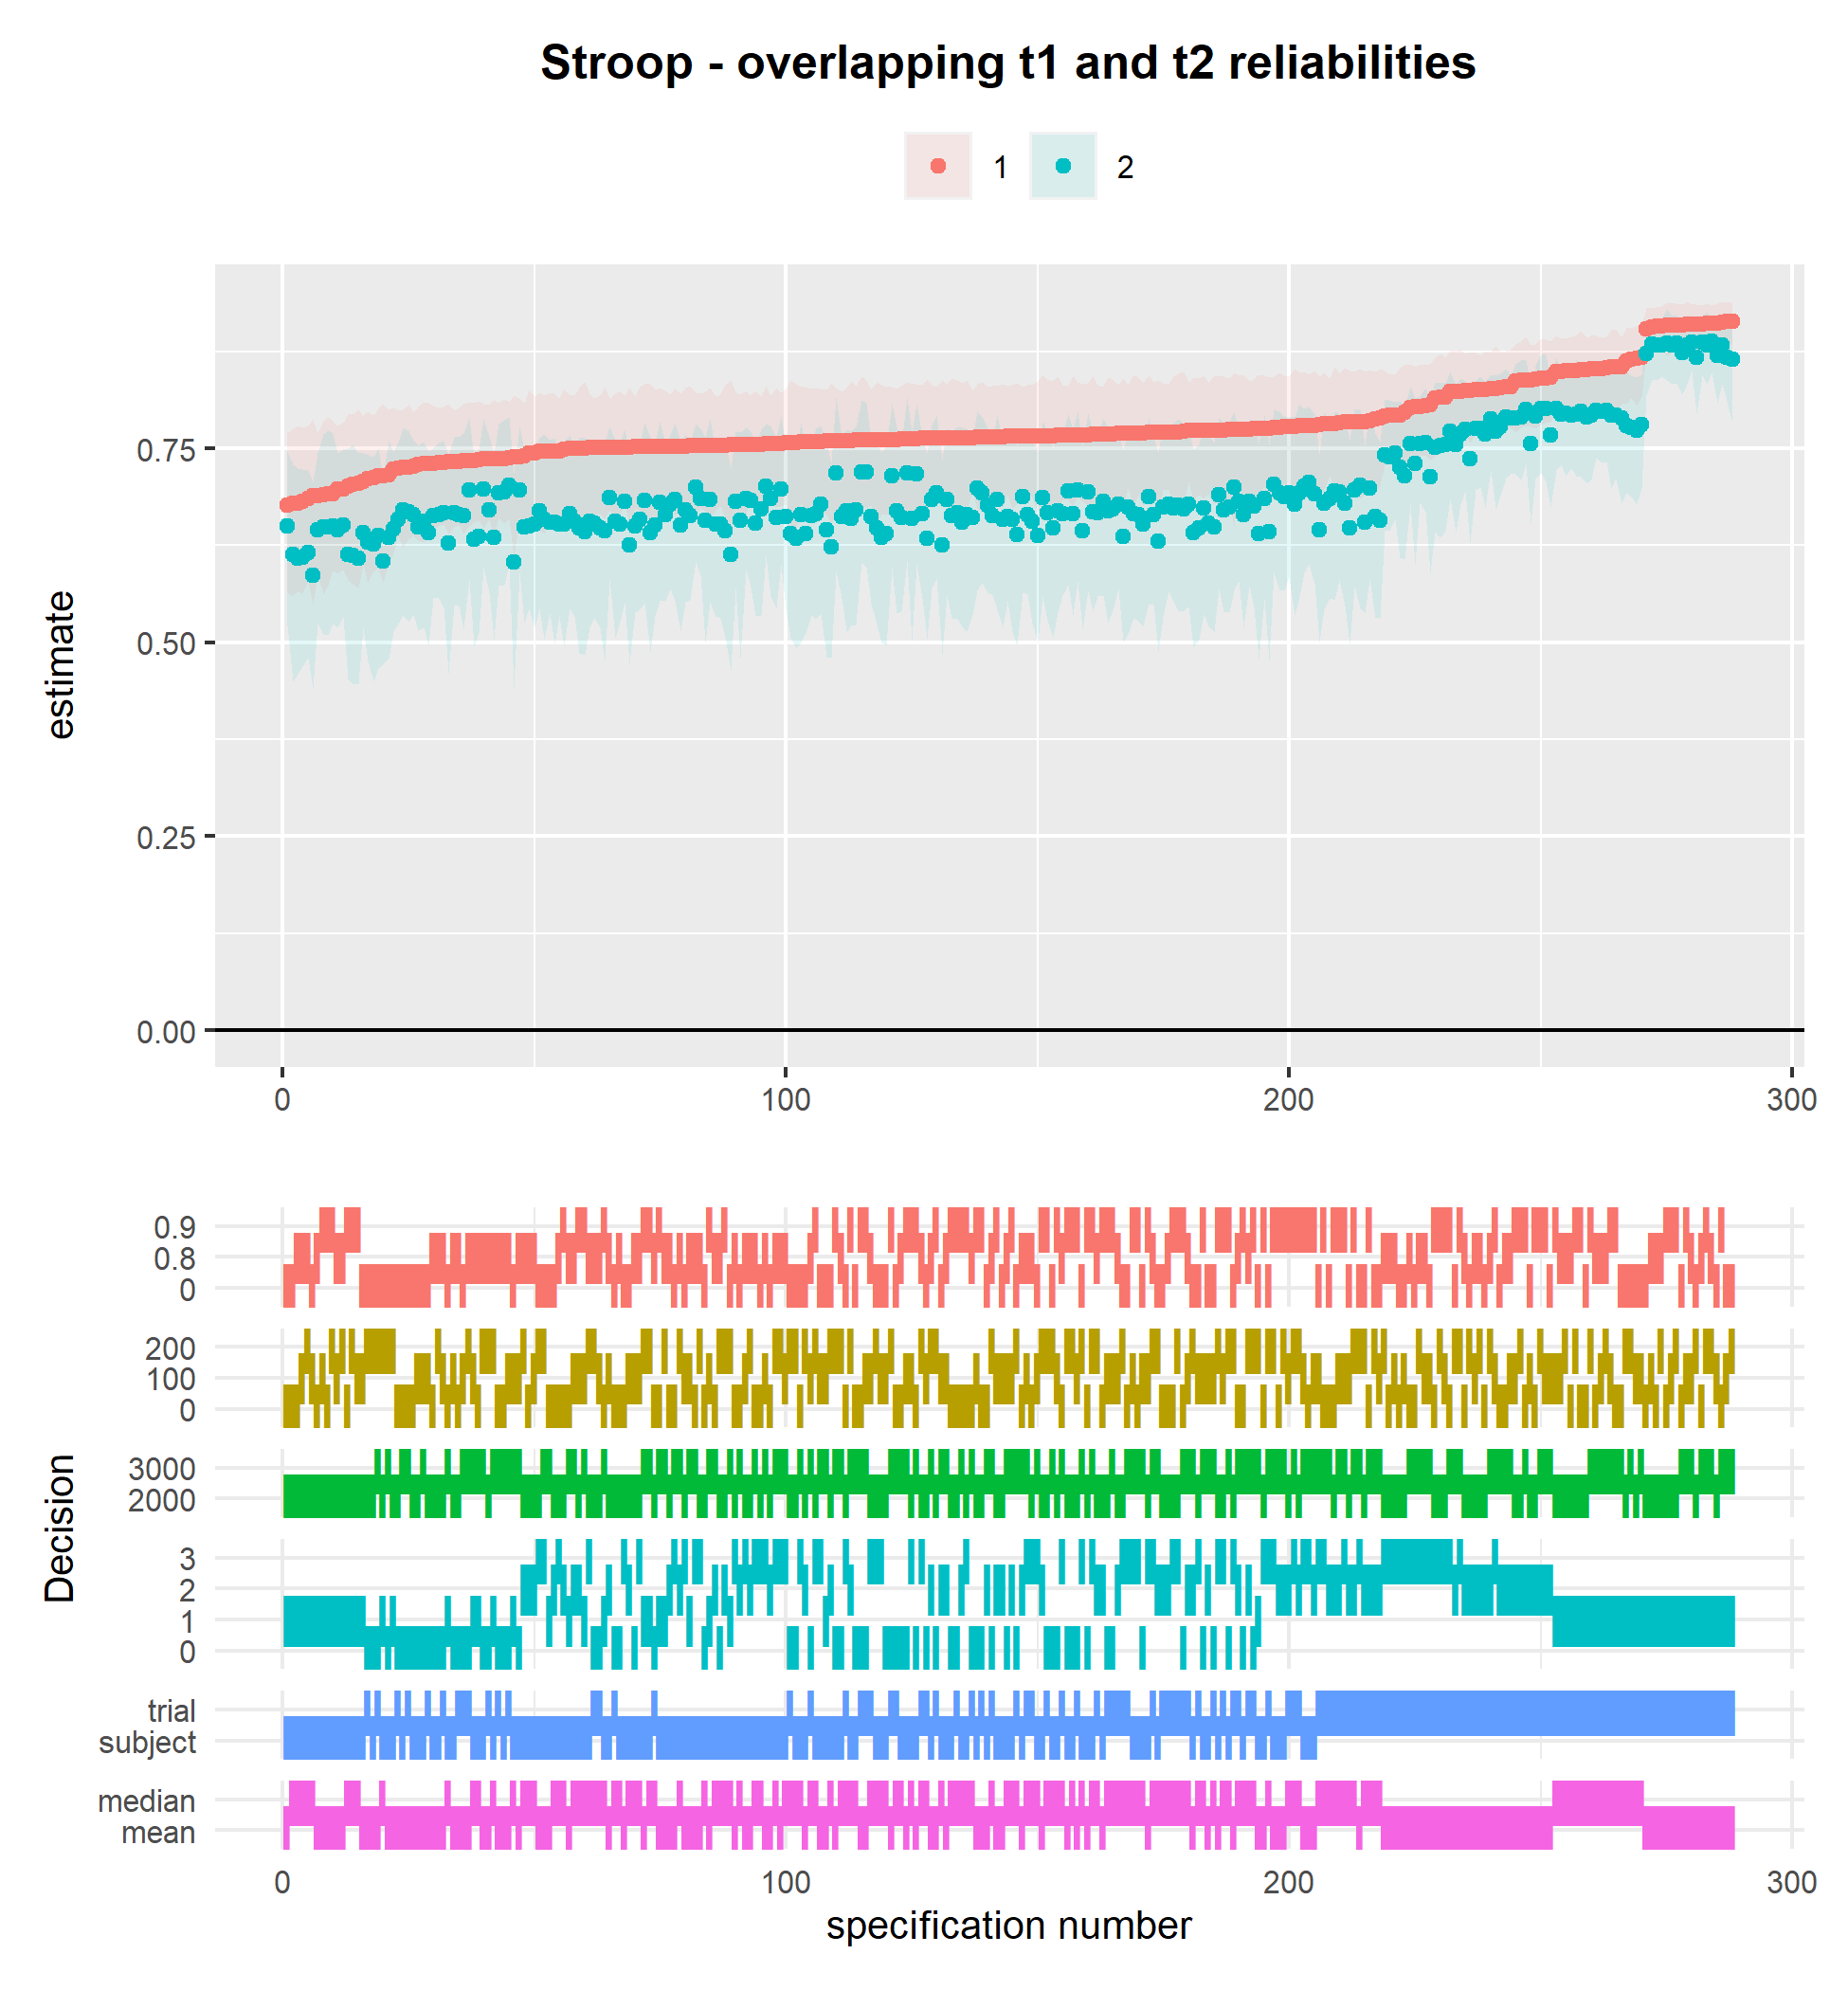 Stroop - overlapping t1 and t2 reliabilities
1 2
estimate
0.75
0.50
0.25
0.00
0 100 200 300
Decision
0.9
0.8
0
200
100
0
3000
2000
3
2
1
0
trial
subject
median
mean
0 100 200 300
specification number